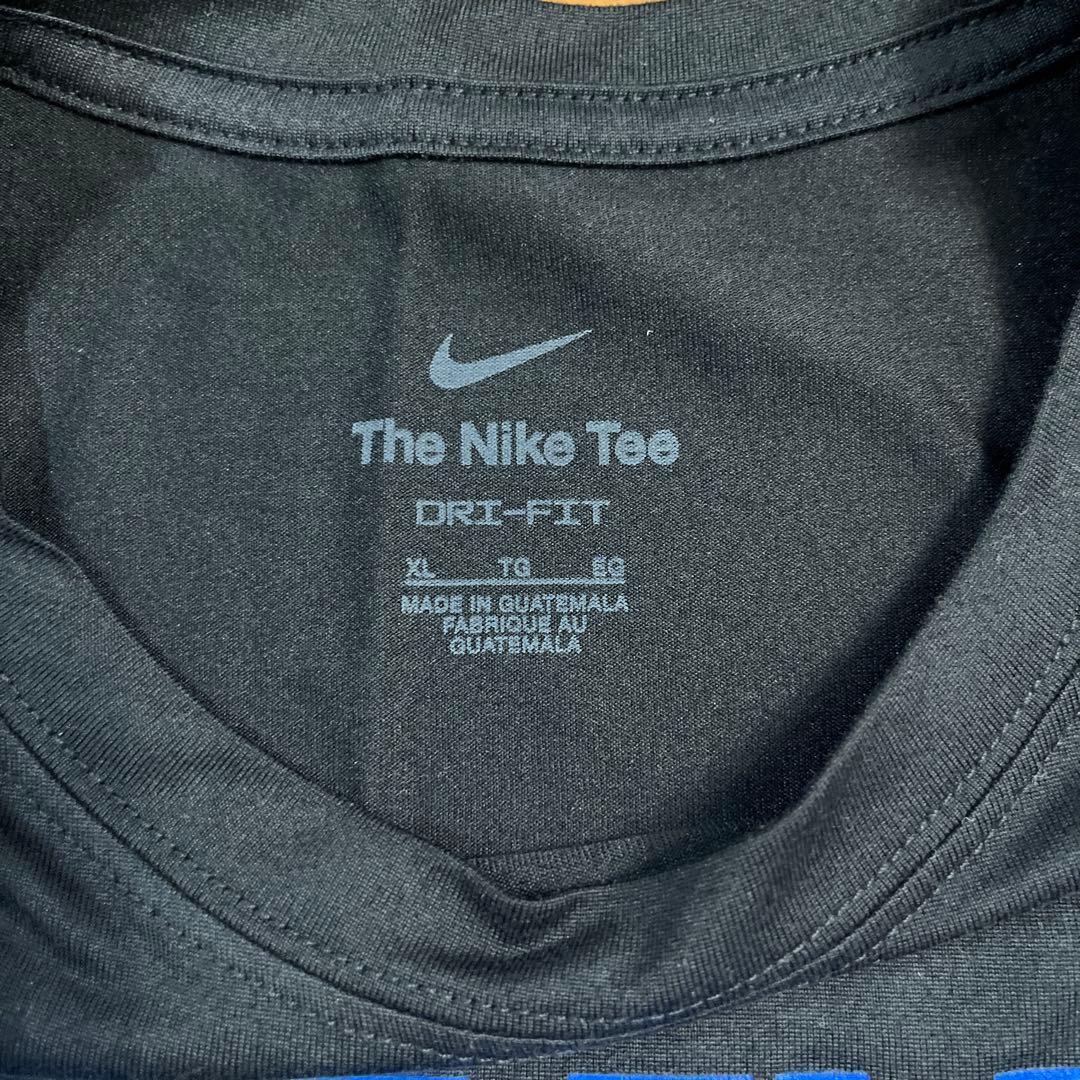 The Nike Tee
DRI-FIT
XL TG EG
MADE IN GUATEMALA
FABRIQUE AU
GUATEMALA